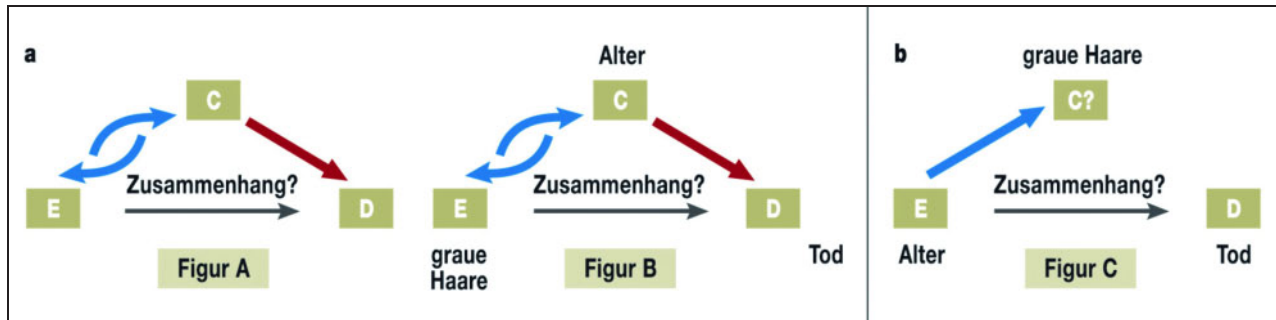 a
C
Zusammenhang?
E
D
Figur A
Alter
C
Zusammenhang?
E
D
graue
Haare
Figur B
Tod
b
graue Haare
C?
Zusammenhang?
E
D
Alter
Figur C
Tod